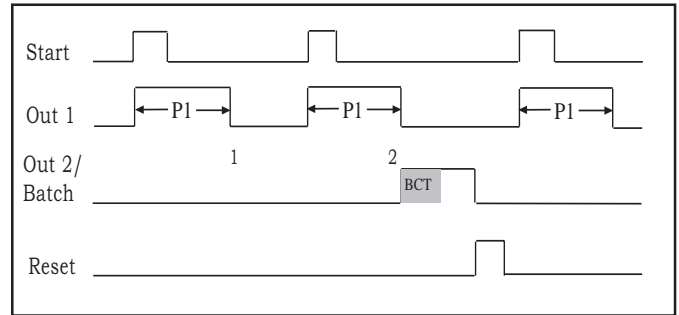 Start
Out 1
P1 P1 P1
1 2
Out 2/
Batch
BCT
Reset